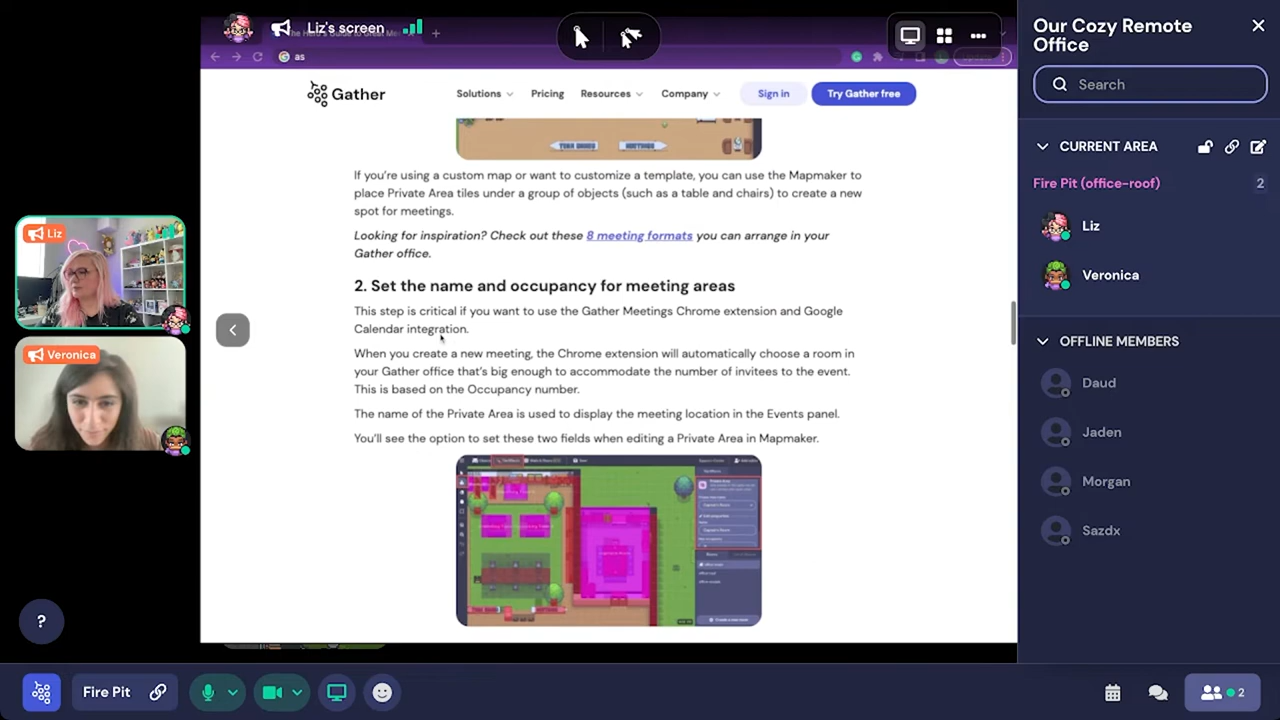 Liz's screen
as
Gather
Solutions
Pricing
Resources
Company
Sign in
Try Gather free
MEETINGS
If you're using a custom map or want to customize a template, you can use the Mapmaker to
place Private Area tiles under a group of objects (such as a table and chairs) to create a new
spot for meetings.
Looking for inspiration? Check out these 8 meeting formats you can arrange in your
Gather office.
2. Set the name and occupancy for meeting areas
This step is critical if you want to use the Gather Meetings Chrome extension and Google
Calendar integration.
When you create a new meeting, the Chrome extension will automatically choose a room in
your Gather office that's big enough to accommodate the number of invitees to the event.
This is based on the Occupancy number.
The name of the Private Area is used to display the meeting location in the Events panel.
You'll see the option to set these two fields when editing a Private Area in Mapmaker.
Liz
Veronica
Our Cozy Remote
Office
Search
CURRENT AREA
Fire Pit (office-roof)
2
Liz
Veronica
OFFLINE MEMBERS
Daud
Jaden
Morgan
Sazdx
?
Fire Pit
2